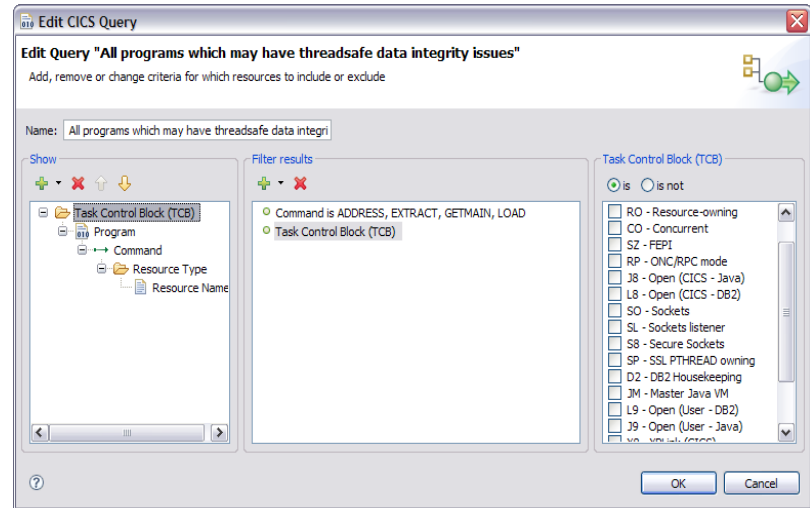 Edit CICS Query
Edit Query "All programs which may have threadsafe data integrity issues"
Add, remove or change criteria for which resources to include or exclude
Name: All programs which may have threadsafe data integri
Show
Task Control Block (TCB)
010 Program
Command
Resource Type
Resource Name
Filter results
Command is ADDRESS, EXTRACT, GETMAIN, LOAD
Task Control Block (TCB)
Task Control Block (TCB)
is is not
RO - Resource-owning
CO - Concurrent
SZ - FEPI
RP - ONC/RPC mode
J8 - Open (CICS - Java)
L8 - Open (CICS - DB2)
SO - Sockets
SL - Sockets listener
S8 - Secure Sockets
SP - SSL PTHREAD owning
D2 - DB2 Housekeeping
JM - Master Java VM
L9 - Open (User - DB2)
J9 - Open (User - Java)
OK Cancel